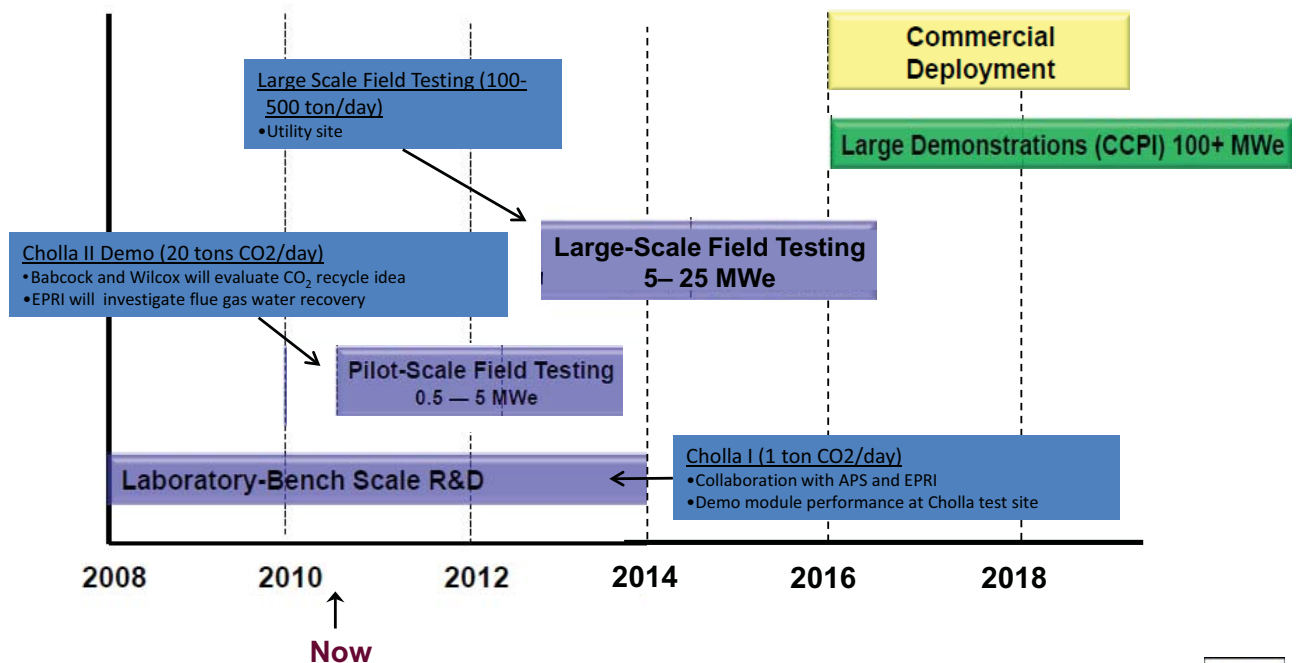 Commercial
Deployment
Large Scale Field Testing (100-
500 ton/day)
•Utility site
Large Demonstrations (CCPI) 100+ MWe
Cholla II Demo (20 tons CO2/day)
•Babcock and Wilcox will evaluate CO₂ recycle idea
•EPRI will investigate flue gas water recovery
Large-Scale Field Testing
5– 25 MWe
Pilot-Scale Field Testing
0.5 — 5 MWe
Cholla I (1 ton CO2/day)
•Collaboration with APS and EPRI
•Demo module performance at Cholla test site
Laboratory-Bench Scale R&D
2008 2010 2012 2014 2016 2018
Now